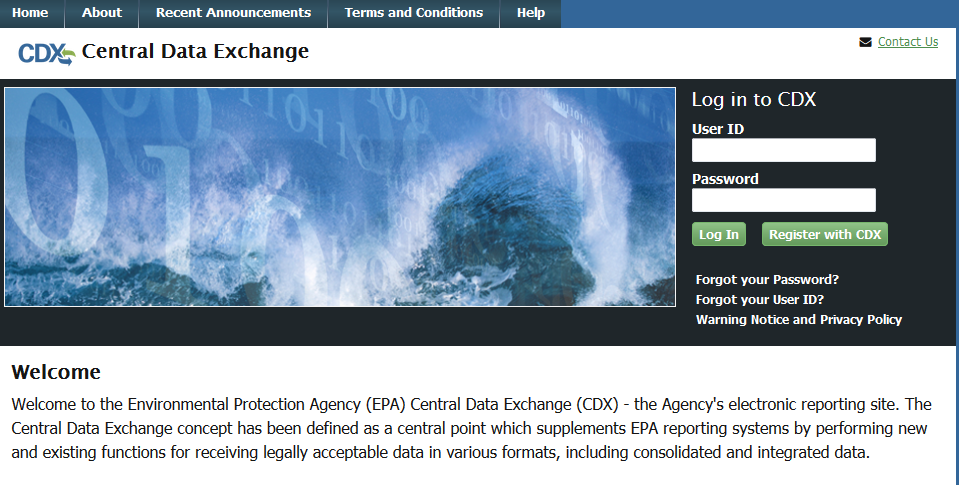 Home About Recent Announcements Terms and Conditions Help
CDX Central Data Exchange
Contact Us
Log in to CDX
User ID
Password
Log In Register with CDX
Forgot your Password?
Forgot your User ID?
Warning Notice and Privacy Policy
Welcome
Welcome to the Environmental Protection Agency (EPA) Central Data Exchange (CDX) - the Agency's electronic reporting site. The
Central Data Exchange concept has been defined as a central point which supplements EPA reporting systems by performing new
and existing functions for receiving legally acceptable data in various formats, including consolidated and integrated data.